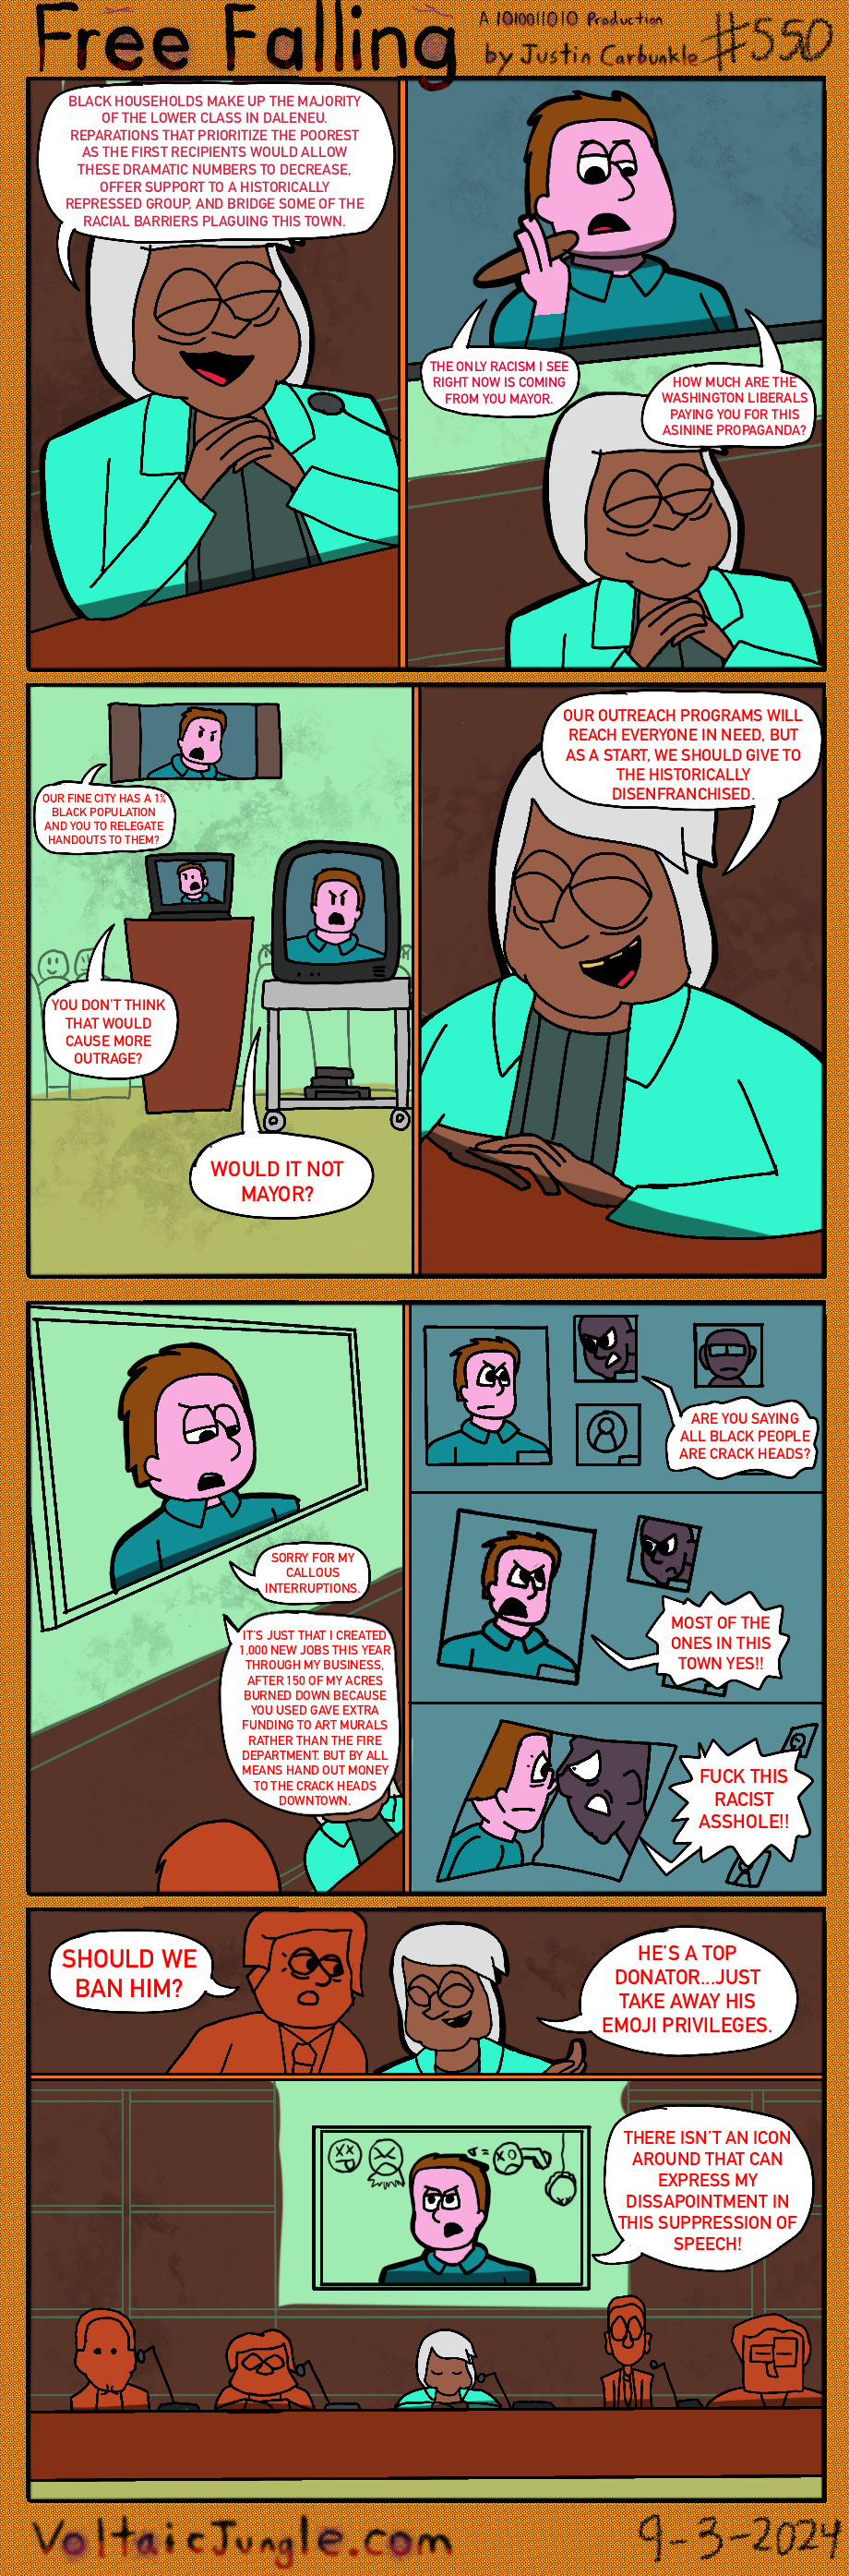 Free Falling
A 1010011010 Production
by Justin Carbunkle
#550
BLACK HOUSEHOLDS MAKE UP THE MAJORITY
OF THE LOWER CLASS IN DALENEU.
REPARATIONS THAT PRIORITIZE THE POOREST
AS THE FIRST RECIPIENTS WOULD ALLOW
THESE DRAMATIC NUMBERS TO DECREASE,
OFFER SUPPORT TO A HISTORICALLY
REPRESSED GROUP, AND BRIDGE SOME OF THE
RACIAL BARRIERS PLAGUING THIS TOWN.
THE ONLY RACISM I SEE
RIGHT NOW IS COMING
FROM YOU MAYOR.
HOW MUCH ARE THE
WASHINGTON LIBERALS
PAYING YOU FOR THIS
ASININE PROPAGANDA?
OUR FINE CITY HAS A 1%
BLACK POPULATION
AND YOU TO RELEGATE
HANDOUTS TO THEM?
YOU DON'T THINK
THAT WOULD
CAUSE MORE
OUTRAGE?
WOULD IT NOT
MAYOR?
OUR OUTREACH PROGRAMS WILL
REACH EVERYONE IN NEED, BUT
AS A START, WE SHOULD GIVE TO
THE HISTORICALLY
DISENFRANCHISED.
SORRY FOR MY
CALLOUS
INTERRUPTIONS.
IT'S JUST THAT I CREATED
1,000 NEW JOBS THIS YEAR
THROUGH MY BUSINESS,
AFTER 150 OF MY ACRES
BURNED DOWN BECAUSE
YOU USED GAVE EXTRA
FUNDING TO ART MURALS
RATHER THAN THE FIRE
DEPARTMENT. BUT BY ALL
MEANS HAND OUT MONEY
TO THE CRACK HEADS
DOWNTOWN.
ARE YOU SAYING
ALL BLACK PEOPLE
ARE CRACK HEADS?
MOST OF THE
ONES IN THIS
TOWN YES!!
FUCK THIS
RACIST
ASSHOLE!!
SHOULD WE
BAN HIM?
HE'S A TOP
DONATOR...JUST
TAKE AWAY HIS
EMOJI PRIVILEGES.
THERE ISN'T AN ICON
AROUND THAT CAN
EXPRESS MY
DISSAPOINTMENT IN
THIS SUPPRESSION OF
SPEECH!
VoltaicJungle.com
9-3-2024